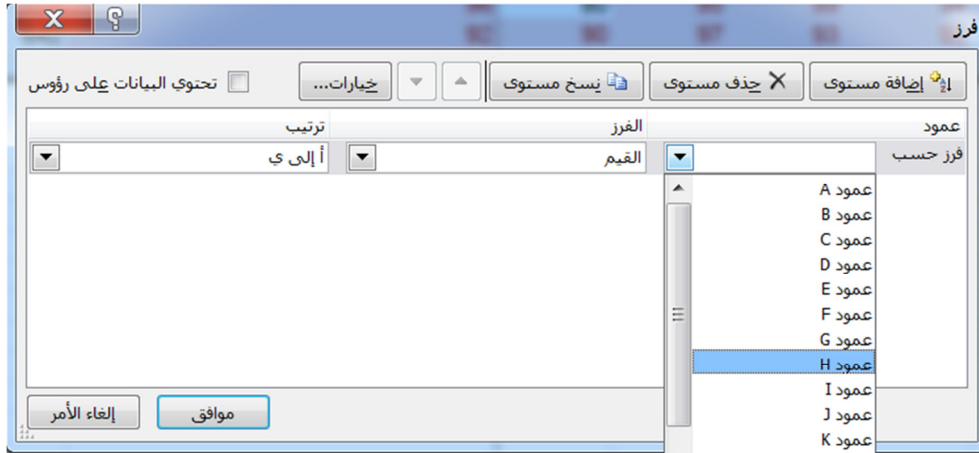 فرز
إضافة مستوى حذف مستوى نسخ مستوى خيارات... تحتوي البيانات على رؤوس
عمود الفرز ترتيب
فرز حسب القيم أ إلى ي
عمود A
عمود B
عمود C
عمود D
عمود E
عمود F
عمود G
عمود H
عمود I
عمود J
عمود K
موافق إلغاء الأمر